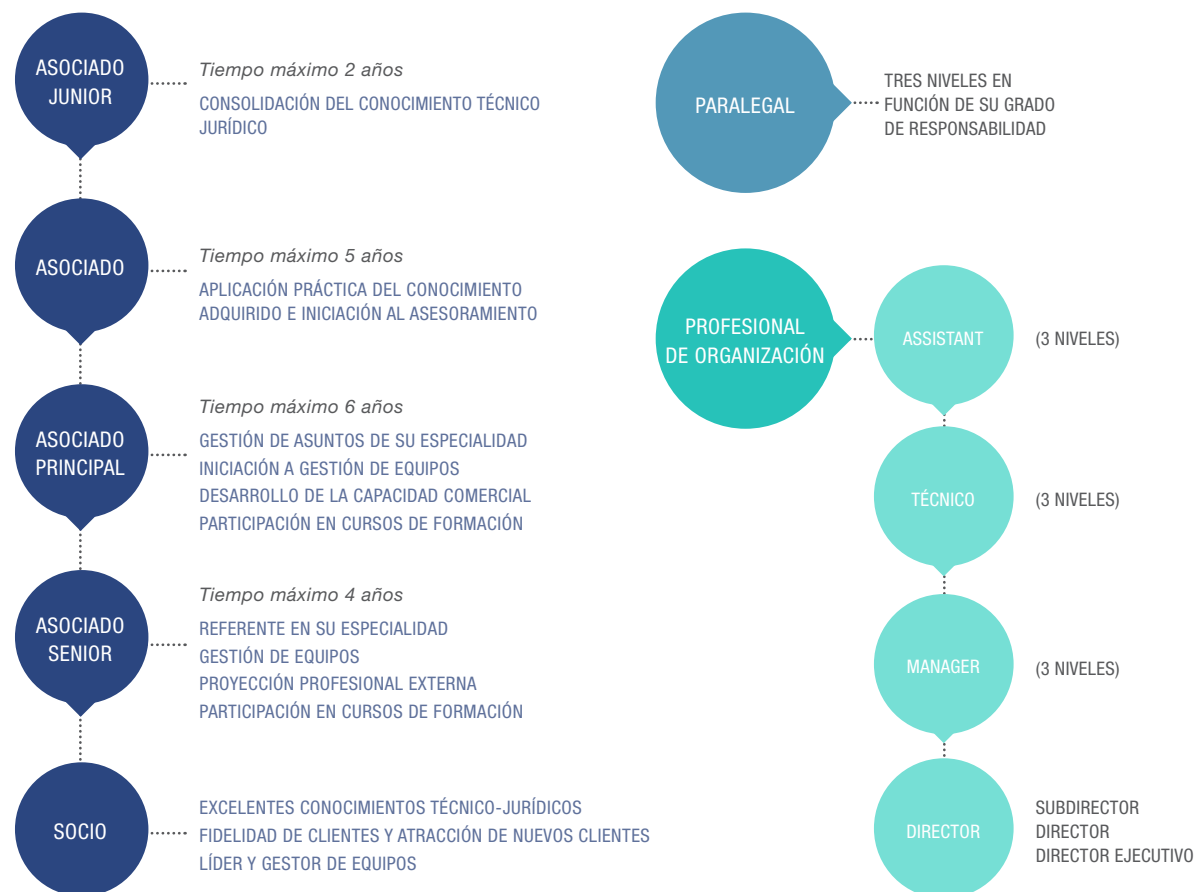 ASOCIADO
JUNIOR
Tiempo máximo 2 años
CONSOLIDACIÓN DEL CONOCIMIENTO TÉCNICO
JURÍDICO
ASOCIADO
Tiempo máximo 5 años
APLICACIÓN PRÁCTICA DEL CONOCIMIENTO
ADQUIRIDO E INICIACIÓN AL ASESORAMIENTO
ASOCIADO
PRINCIPAL
Tiempo máximo 6 años
GESTIÓN DE ASUNTOS DE SU ESPECIALIDAD
INICIACIÓN A GESTIÓN DE EQUIPOS
DESARROLLO DE LA CAPACIDAD COMERCIAL
PARTICIPACIÓN EN CURSOS DE FORMACIÓN
ASOCIADO
SENIOR
Tiempo máximo 4 años
REFERENTE EN SU ESPECIALIDAD
GESTIÓN DE EQUIPOS
PROYECCIÓN PROFESIONAL EXTERNA
PARTICIPACIÓN EN CURSOS DE FORMACIÓN
SOCIO
EXCELENTES CONOCIMIENTOS TÉCNICO-JURÍDICOS
FIDELIDAD DE CLIENTES Y ATRACCIÓN DE NUEVOS CLIENTES
LÍDER Y GESTOR DE EQUIPOS
PARALEGAL
TRES NIVELES EN
FUNCIÓN DE SU GRADO
DE RESPONSABILIDAD
PROFESIONAL
DE ORGANIZACIÓN
ASSISTANT
(3 NIVELES)
TÉCNICO
(3 NIVELES)
MANAGER
(3 NIVELES)
DIRECTOR
SUBDIRECTOR
DIRECTOR
DIRECTOR EJECUTIVO